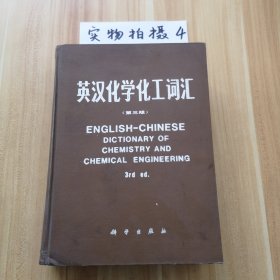 实物拍摄4
英汉化学化工词汇
(第三版)
ENGLISH-CHINESE
DICTIONARY OF
CHEMISTRY AND
CHEMICAL ENGINEERING
3rd ed.
科学出版社